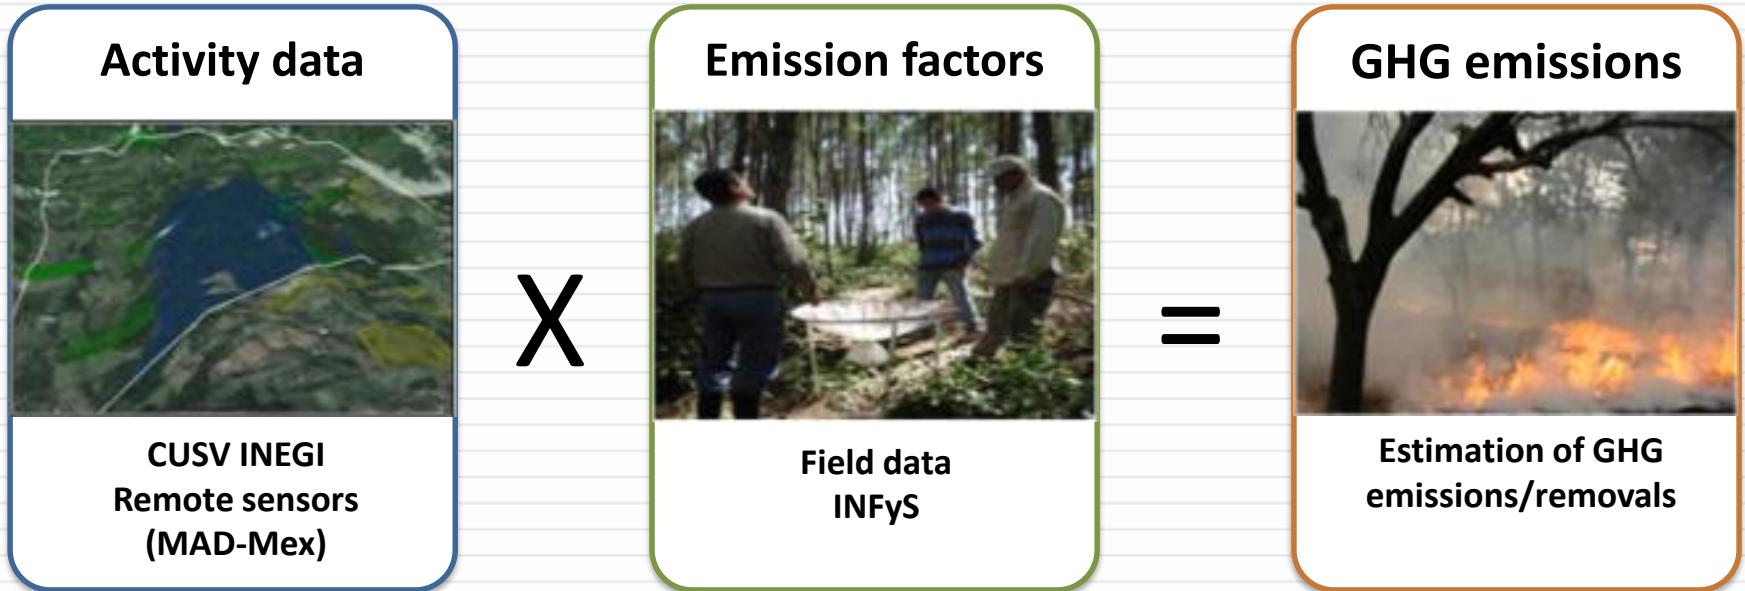 Activity data
CUSV INEGI
Remote sensors
(MAD-Mex)
X
Emission factors
Field data
INFyS
=
GHG emissions
Estimation of GHG
emissions/removals